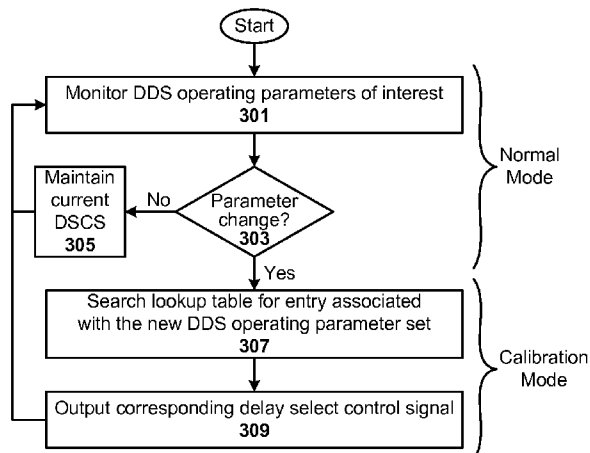 Start
Monitor DDS operating parameters of interest
301
Normal
Mode
Maintain
current
DSCS
305
No
Parameter
change?
303
Yes
Search lookup table for entry associated
with the new DDS operating parameter set
307
Calibration
Mode
Output corresponding delay select control signal
309